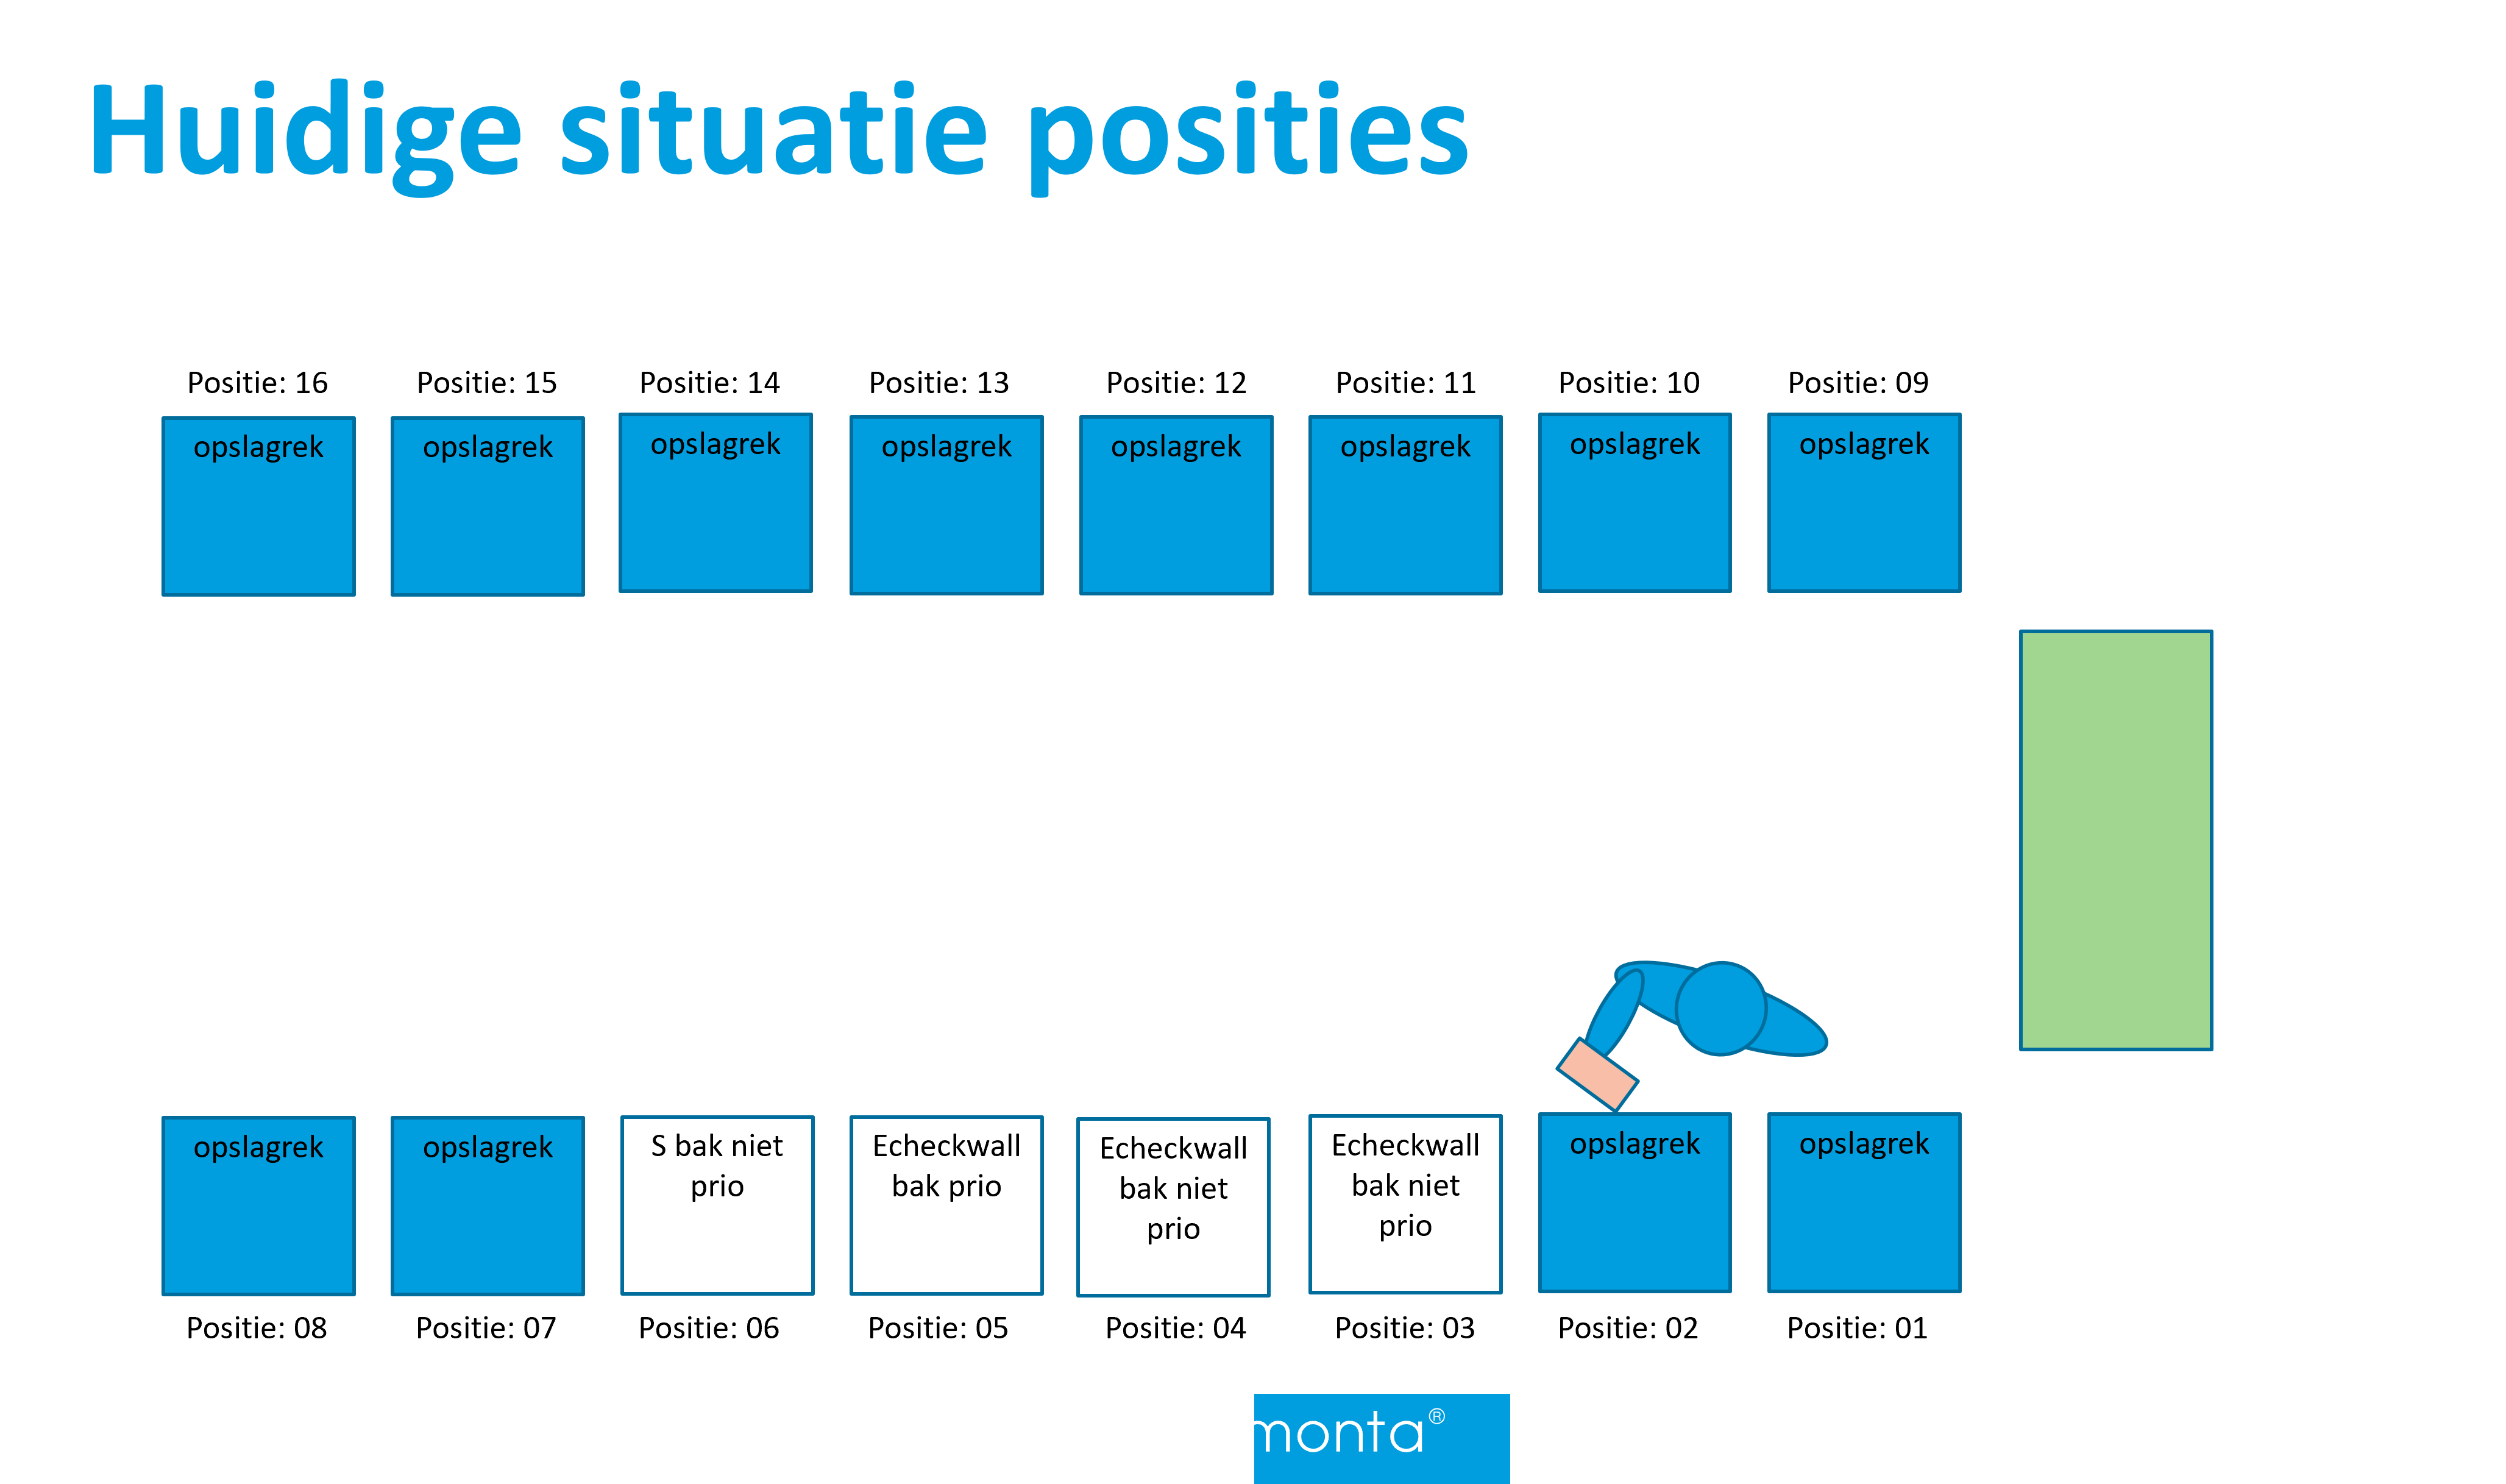 Huidige situatie posities
Positie: 16
Positie: 15
Positie: 14
Positie: 13
Positie: 12
Positie: 11
Positie: 10
Positie: 09
opslagrek
opslagrek
opslagrek
opslagrek
opslagrek
opslagrek
opslagrek
opslagrek
opslagrek
opslagrek
S bak niet
prio
Echeckwall
bak prio
Echeckwall
bak niet
prio
Echeckwall
bak niet
prio
opslagrek
opslagrek
Positie: 08
Positie: 07
Positie: 06
Positie: 05
Positie: 04
Positie: 03
Positie: 02
Positie: 01
monta®